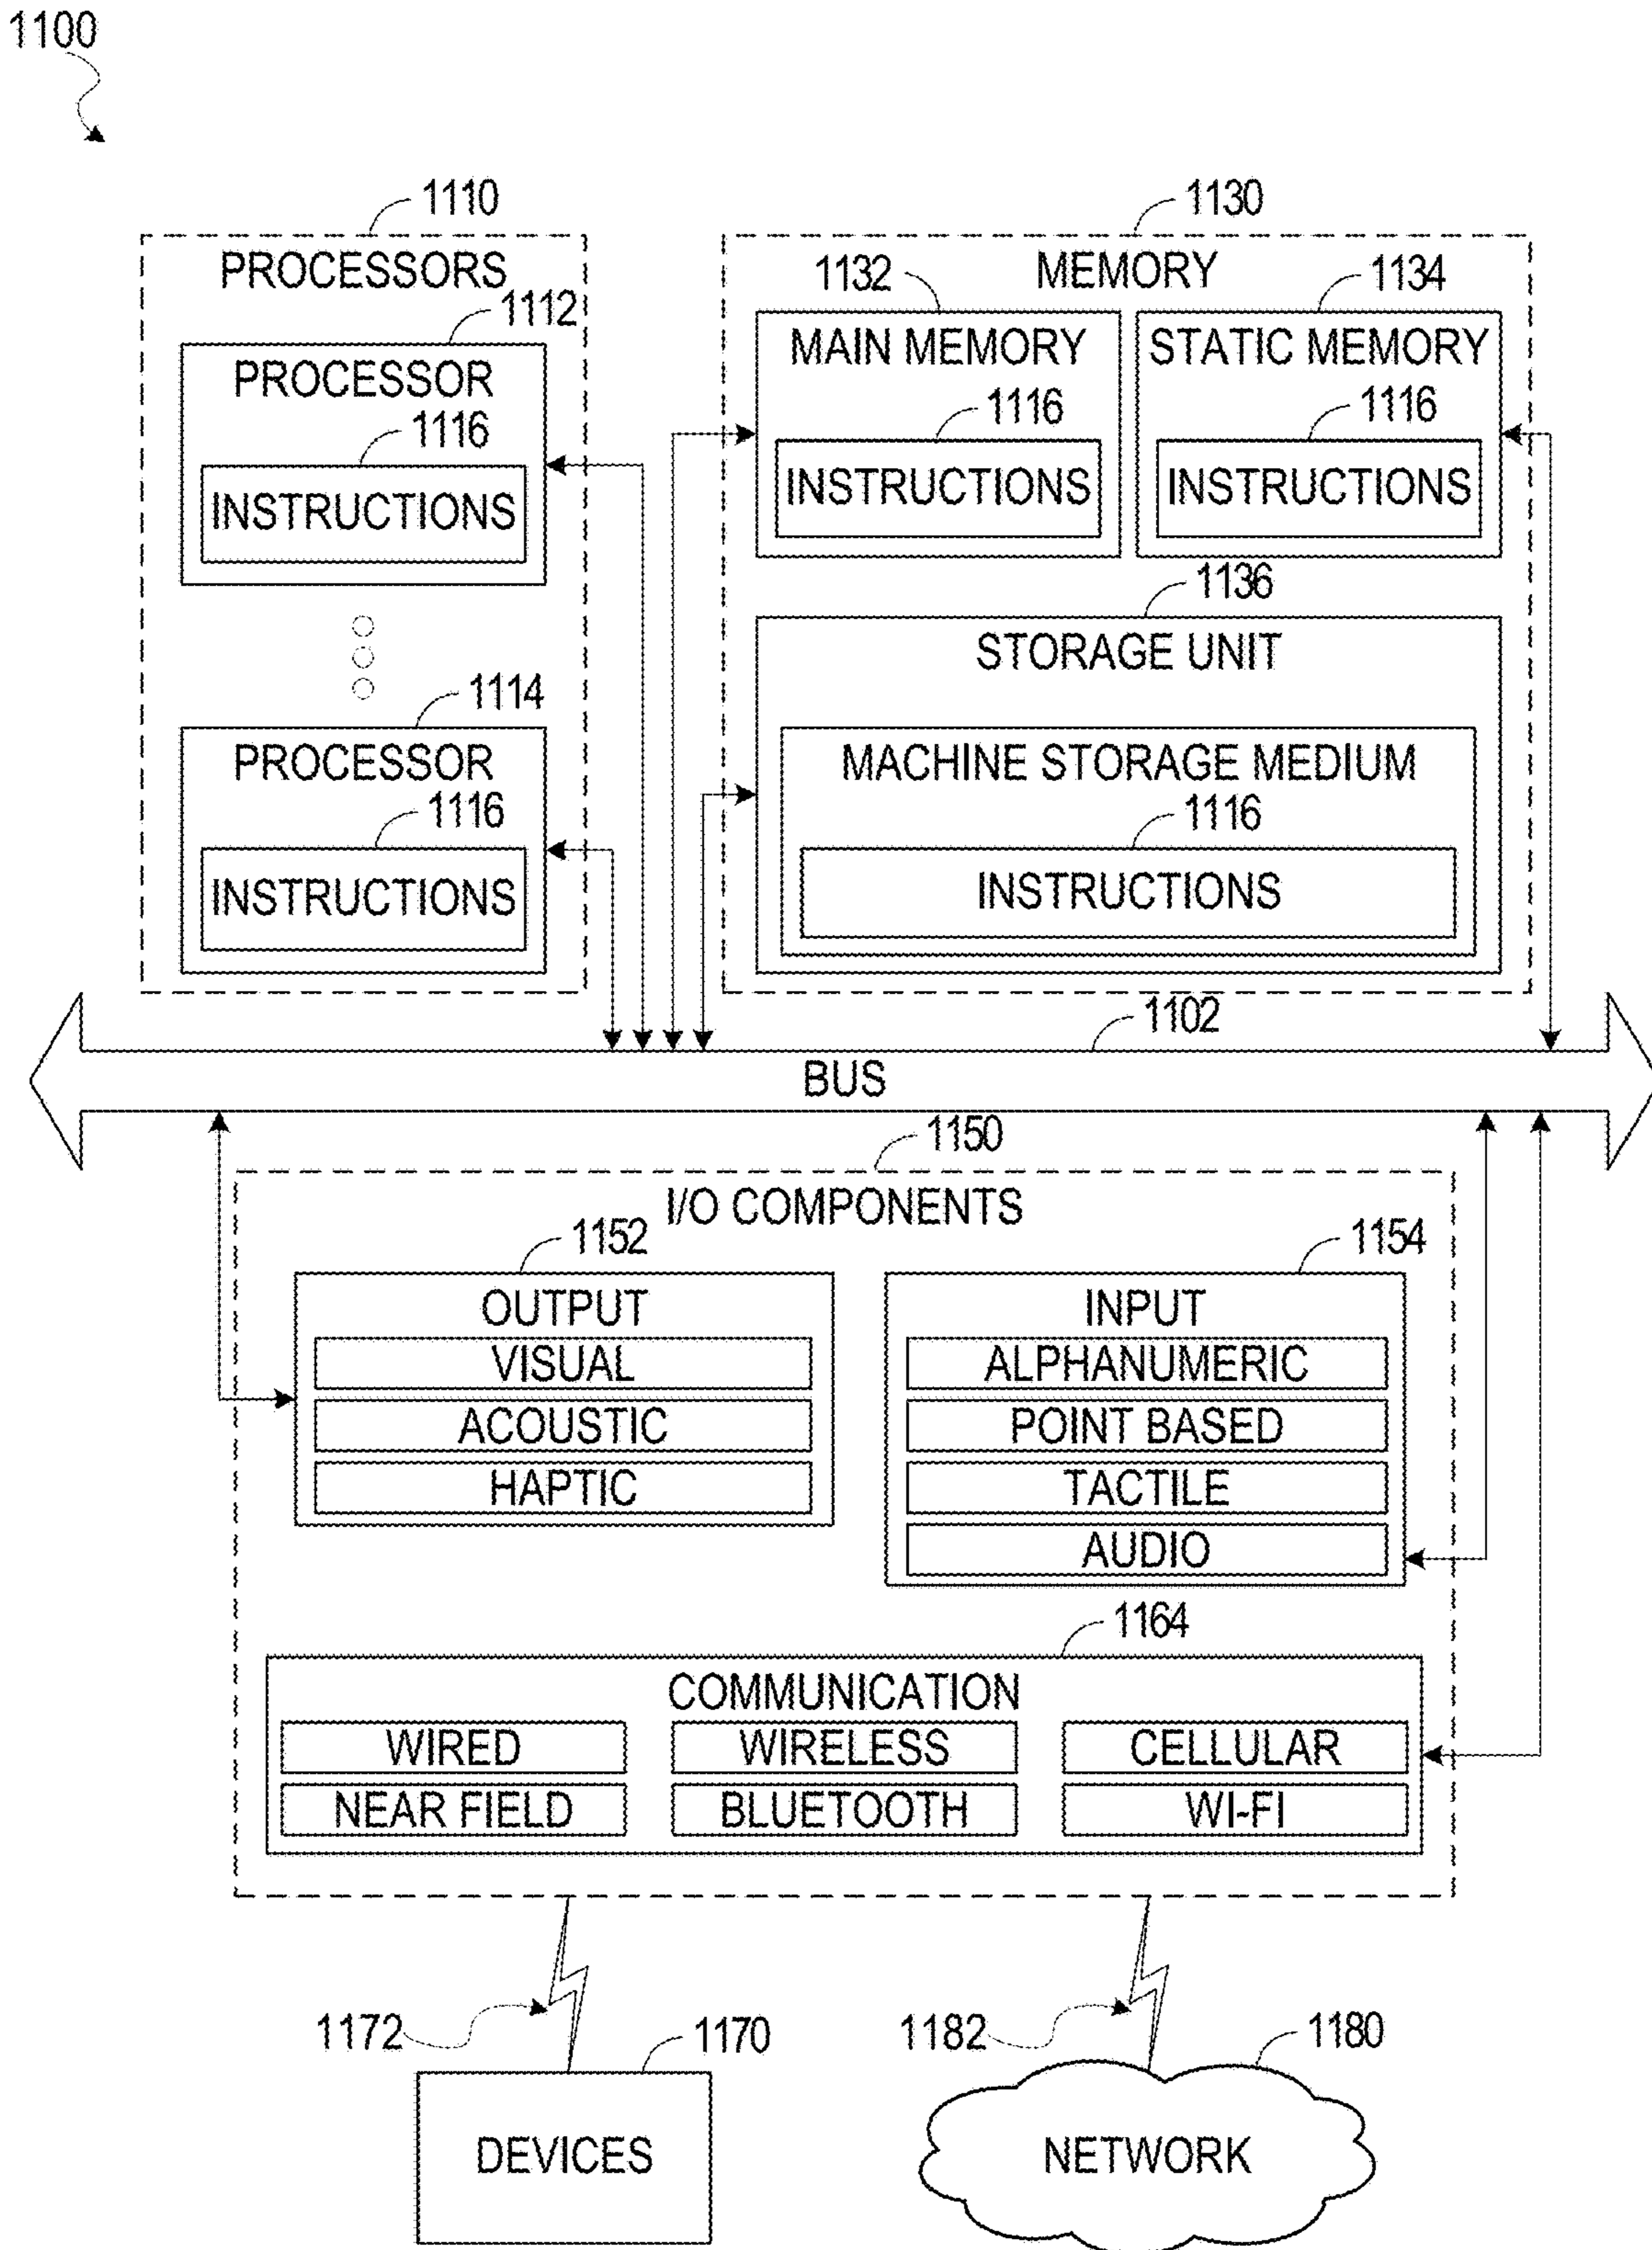 1100
1110
1130
PROCESSORS
1132
MEMORY
1134
1112
MAIN MEMORY
STATIC MEMORY
PROCESSOR
1116
1116
1116
INSTRUCTIONS
INSTRUCTIONS
INSTRUCTIONS
1136
STORAGE UNIT
1114
PROCESSOR
MACHINE STORAGE MEDIUM
1116
1116
INSTRUCTIONS
INSTRUCTIONS
1102
BUS
1150
I/O COMPONENTS
1152
1154
OUTPUT
INPUT
VISUAL
ALPHANUMERIC
ACOUSTIC
POINT BASED
HAPTIC
TACTILE
AUDIO
1164
COMMUNICATION
WIRED
WIRELESS
CELLULAR
NEAR FIELD
BLUETOOTH
WI-FI
1172
1170
1182
1180
DEVICES
NETWORK